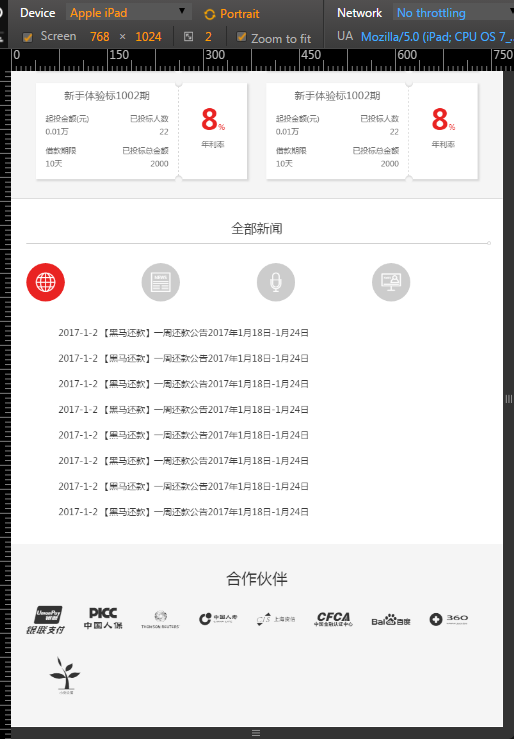 Device Apple iPad Portrait Network No throttling
Screen 768 × 1024 2 Zoom to fit UA Mozilla/5.0 (iPad; CPU OS 7_
0 150 300 450 600 750
新手体验标1002期 新手体验标1002期
起投金额(元) 已投标人数 8% 起投金额(元) 已投标人数 8%
0.01万 22 0.01万 22
年利率 年利率
借款期限 已投标总金额 借款期限 已投标总金额
10天 2000 10天 2000
全部新闻
NEWS
2017-1-2 【黑马还款】一周还款公告2017年1月18日-1月24日
2017-1-2 【黑马还款】一周还款公告2017年1月18日-1月24日
2017-1-2 【黑马还款】一周还款公告2017年1月18日-1月24日
2017-1-2 【黑马还款】一周还款公告2017年1月18日-1月24日
2017-1-2 【黑马还款】一周还款公告2017年1月18日-1月24日
2017-1-2 【黑马还款】一周还款公告2017年1月18日-1月24日
2017-1-2 【黑马还款】一周还款公告2017年1月18日-1月24日
2017-1-2 【黑马还款】一周还款公告2017年1月18日-1月24日
合作伙伴
UnionPay 银联 PICC 中国人寿 CIS 上海资信 CFCA Bai 百度 360
银联支付 中国人保 THOMSON REUTERS 中国金融认证中心